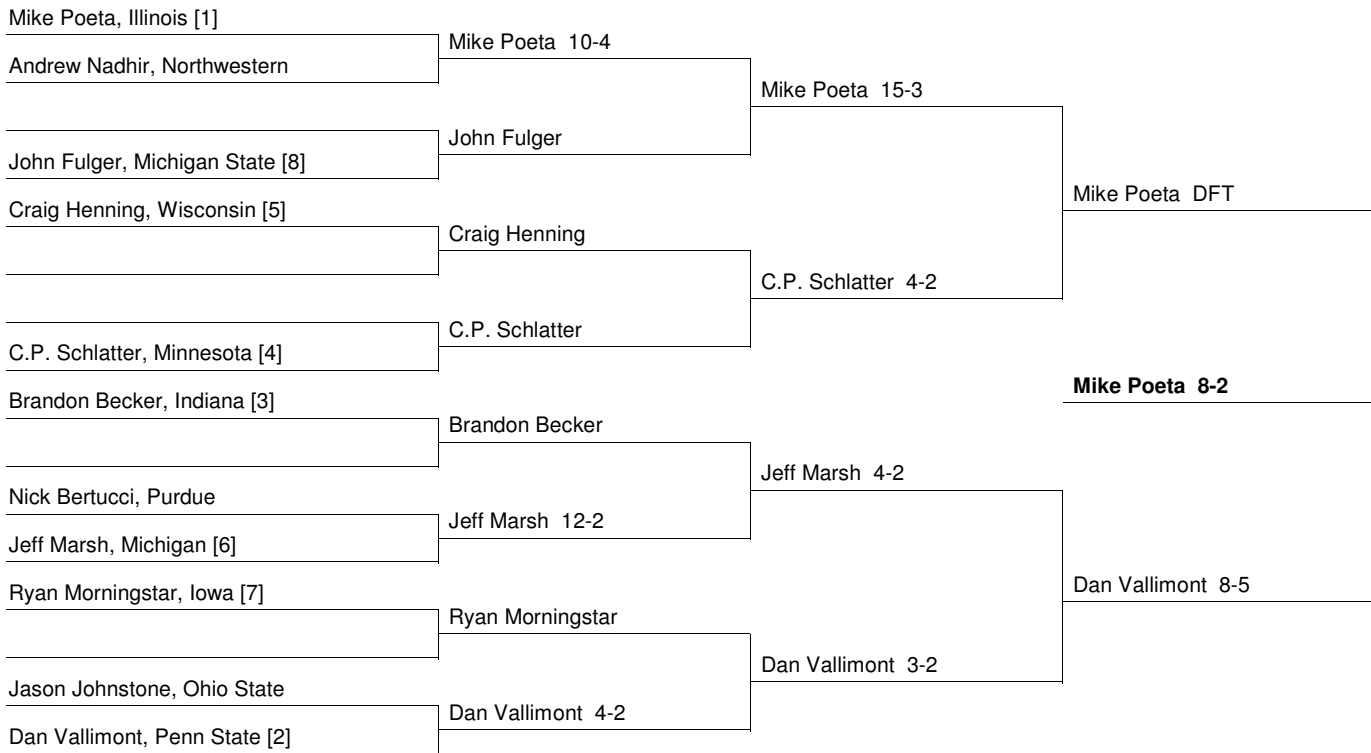 Mike Poeta, Illinois [1]
Andrew Nadhir, Northwestern
John Fulger, Michigan State [8]
Craig Henning, Wisconsin [5]
C.P. Schlatter, Minnesota [4]
Brandon Becker, Indiana [3]
Nick Bertucci, Purdue
Jeff Marsh, Michigan [6]
Ryan Morningstar, Iowa [7]
Jason Johnstone, Ohio State
Dan Vallimont, Penn State [2]
Mike Poeta 10-4
John Fulger
Craig Henning
C.P. Schlatter
Brandon Becker
Jeff Marsh 12-2
Ryan Morningstar
Dan Vallimont 4-2
Mike Poeta 15-3
C.P. Schlatter 4-2
Jeff Marsh 4-2
Dan Vallimont 3-2
Mike Poeta DFT
Dan Vallimont 8-5
Mike Poeta 8-2